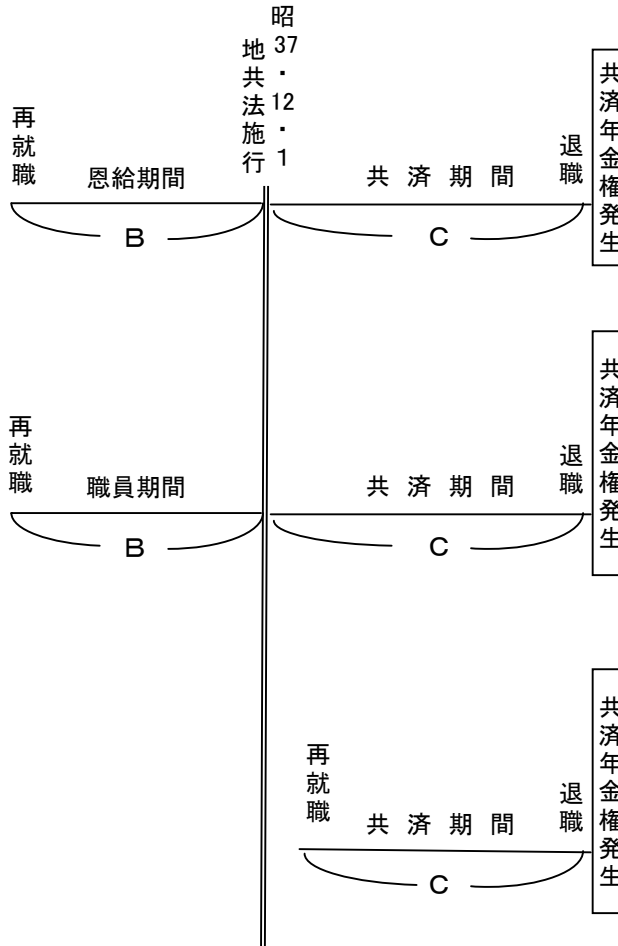 昭37・12・1
地共法施行
再就職
恩給期間
共済期間
退職
共済年金権発生
B
C
再就職
職員期間
共済期間
退職
共済年金権発生
B
C
再就職
共済期間
退職
共済年金権発生
C